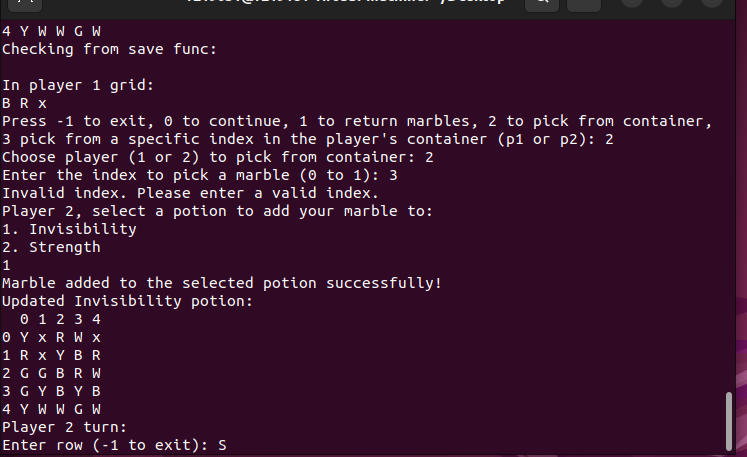 4 Y W W G W
Checking from save func:
In player 1 grid:
B R x
Press -1 to exit, 0 to continue, 1 to return marbles, 2 to pick from container,
3 pick from a specific index in the player's container (p1 or p2): 2
Choose player (1 or 2) to pick from container: 2
Enter the index to pick a marble (0 to 1): 3
Invalid index. Please enter a valid index.
Player 2, select a potion to add your marble to:
1. Invisibility
2. Strength
1
Marble added to the selected potion successfully!
Updated Invisibility potion:
  0 1 2 3 4
0 Y x R W x
1 R x Y B R
2 G G B R W
3 G Y B Y B
4 Y W W G W
Player 2 turn:
Enter row (-1 to exit): S